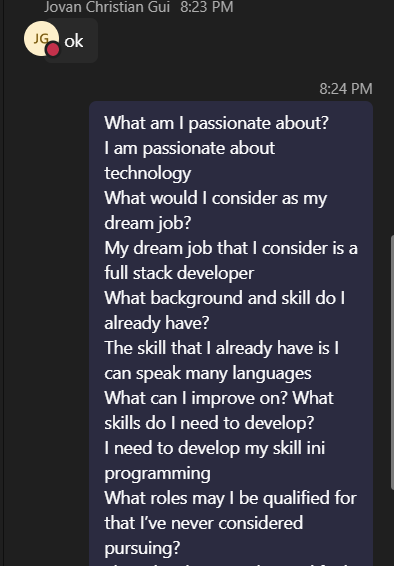 Jovan Christian Gui 8:23 PM
JG
ok
8:24 PM
What am I passionate about?
I am passionate about
technology
What would I consider as my
dream job?
My dream job that I consider is a
full stack developer
What background and skill do I
already have?
The skill that I already have is I
can speak many languages
What can I improve on? What
skills do I need to develop?
I need to develop my skill ini
programming
What roles may I be qualified for
that I've never considered
pursuing?